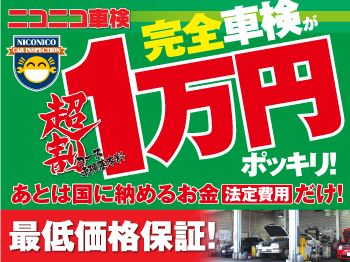 ニコニコ車検
NICONICO
CAR INSPECTION
完全車検が
超割
1万円
ポッキリ!
あとは国に納めるお金 法定費用 だけ!
最低価格保証!